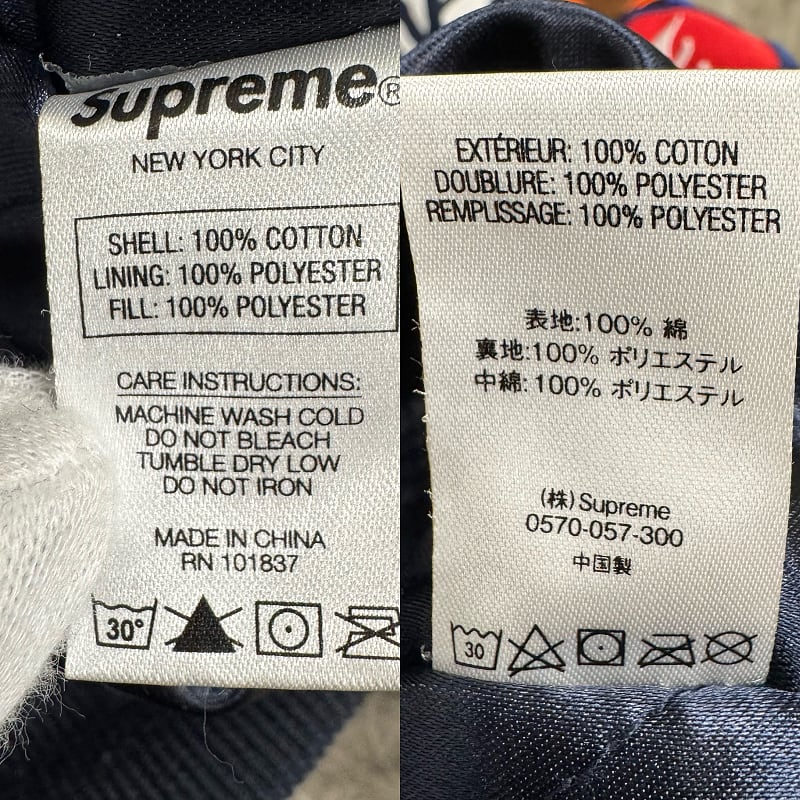 Supreme®
NEW YORK CITY
SHELL: 100% COTTON
LINING: 100% POLYESTER
FILL: 100% POLYESTER
CARE INSTRUCTIONS:
MACHINE WASH COLD
DO NOT BLEACH
TUMBLE DRY LOW
DO NOT IRON
MADE IN CHINA
RN 101837
30°
EXTÉRIEUR: 100% COTON
DOUBLURE: 100% POLYESTER
REMPLISSAGE: 100% POLYESTER
表地:100% 綿
裏地:100% ポリエステル
中綿:100% ポリエステル
(株)Supreme
0570-057-300
中国製
30